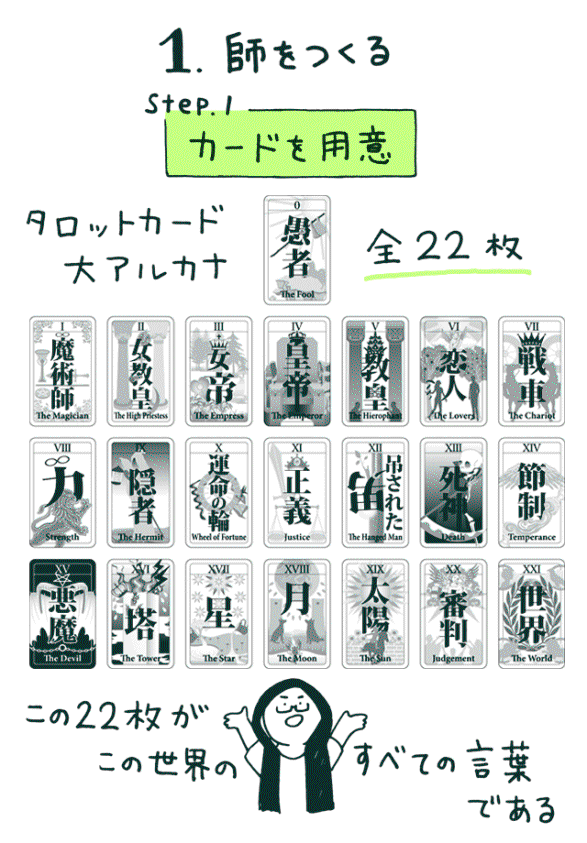 1. 師をつくる
Step.1
カードを用意
タロットカード
大アルカナ
全22枚
0
愚者
The Fool
I
魔術師
The Magician
II
女教皇
The High Priestess
III
女帝
The Empress
IV
皇帝
The Emperor
V
教皇
The Hierophant
VI
恋人
The Lovers
VII
戦車
The Chariot
VIII
力
Strength
IX
隠者
The Hermit
X
運命の輪
Wheel of Fortune
XI
正義
Justice
XII
吊された
The Hanged Man
XIII
死神
Death
XIV
節制
Temperance
XV
悪魔
The Devil
XVI
塔
The Tower
XVII
星
The Star
XVIII
月
The Moon
XIX
太陽
The Sun
XX
審判
Judgement
XXI
世界
The World
この22枚が
この世界の すべての言葉
である